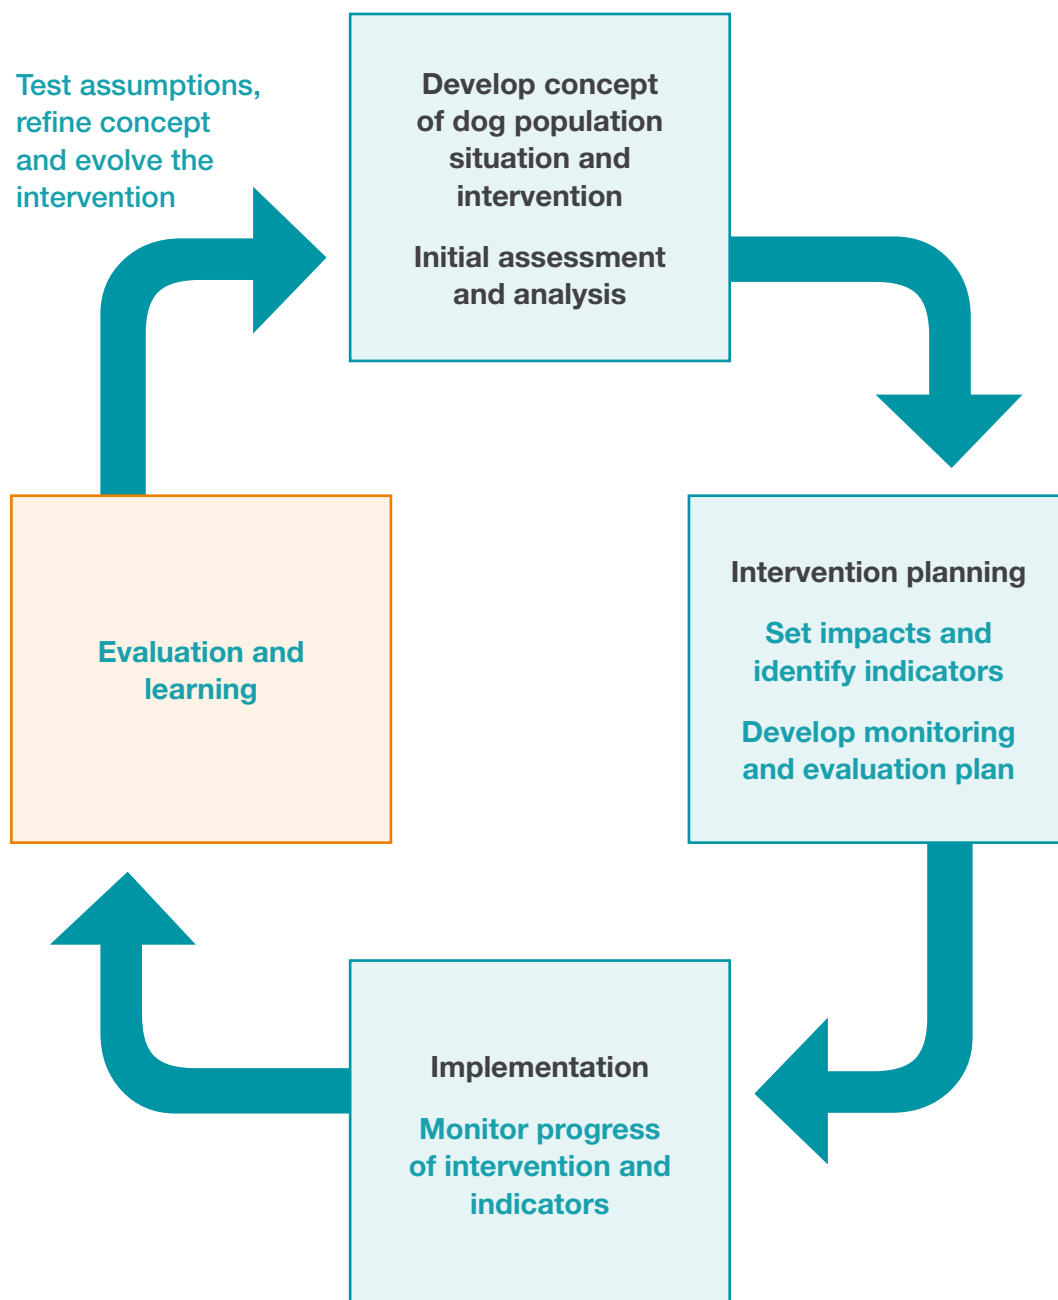 Test assumptions,
refine concept
and evolve the
intervention
Develop concept
of dog population
situation and
intervention
Initial assessment
and analysis
Intervention planning
Set impacts and
identify indicators
Develop monitoring
and evaluation plan
Evaluation and
learning
Implementation
Monitor progress
of intervention and
indicators